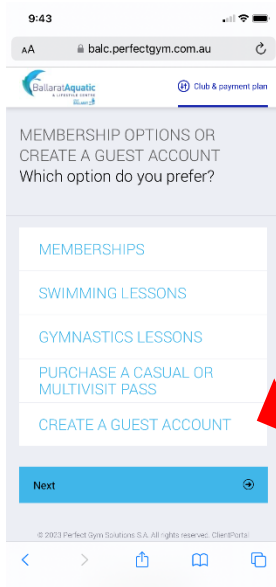 9:43
AA balc.perfectgym.com.au
BallaratAquatic
& LIFESTYLE CENTRE
Club & payment plan
MEMBERSHIP OPTIONS OR
CREATE A GUEST ACCOUNT
Which option do you prefer?
MEMBERSHIPS
SWIMMING LESSONS
GYMNASTICS LESSONS
PURCHASE A CASUAL OR
MULTIVISIT PASS
CREATE A GUEST ACCOUNT
Next
© 2023 Perfect Gym Solutions S.A. All rights reserved. ClientPortal